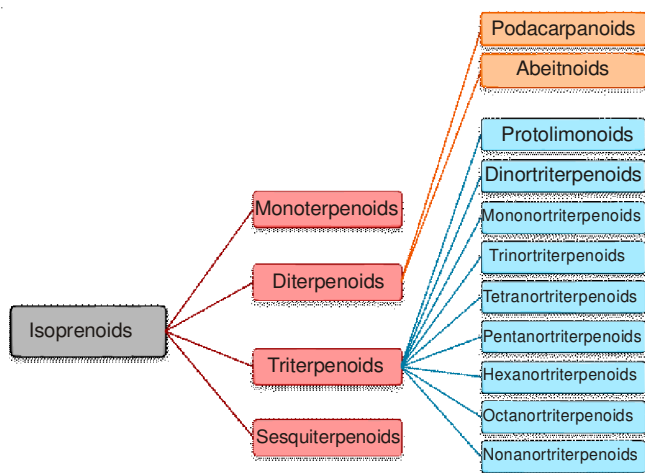 Isoprenoids
Monoterpenoids
Diterpenoids
Triterpenoids
Sesquiterpenoids
Podacarpanoids
Abeitnoids
Protolimonoids
Dinortriterpenoids
Mononortriterpenoids
Trinortriterpenoids
Tetranortriterpenoids
Pentanortriterpenoids
Hexanortriterpenoids
Octanortriterpenoids
Nonanortriterpenoids